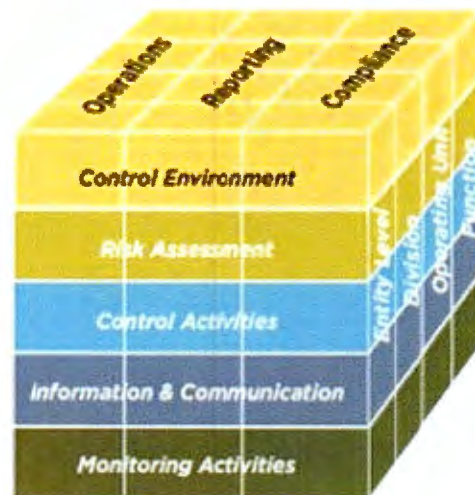 Operations
Reporting
Compliance
Control Environment
Risk Assessment
Control Activities
Information & Communication
Monitoring Activities
Entity Level
Division
Operating Unit
Function